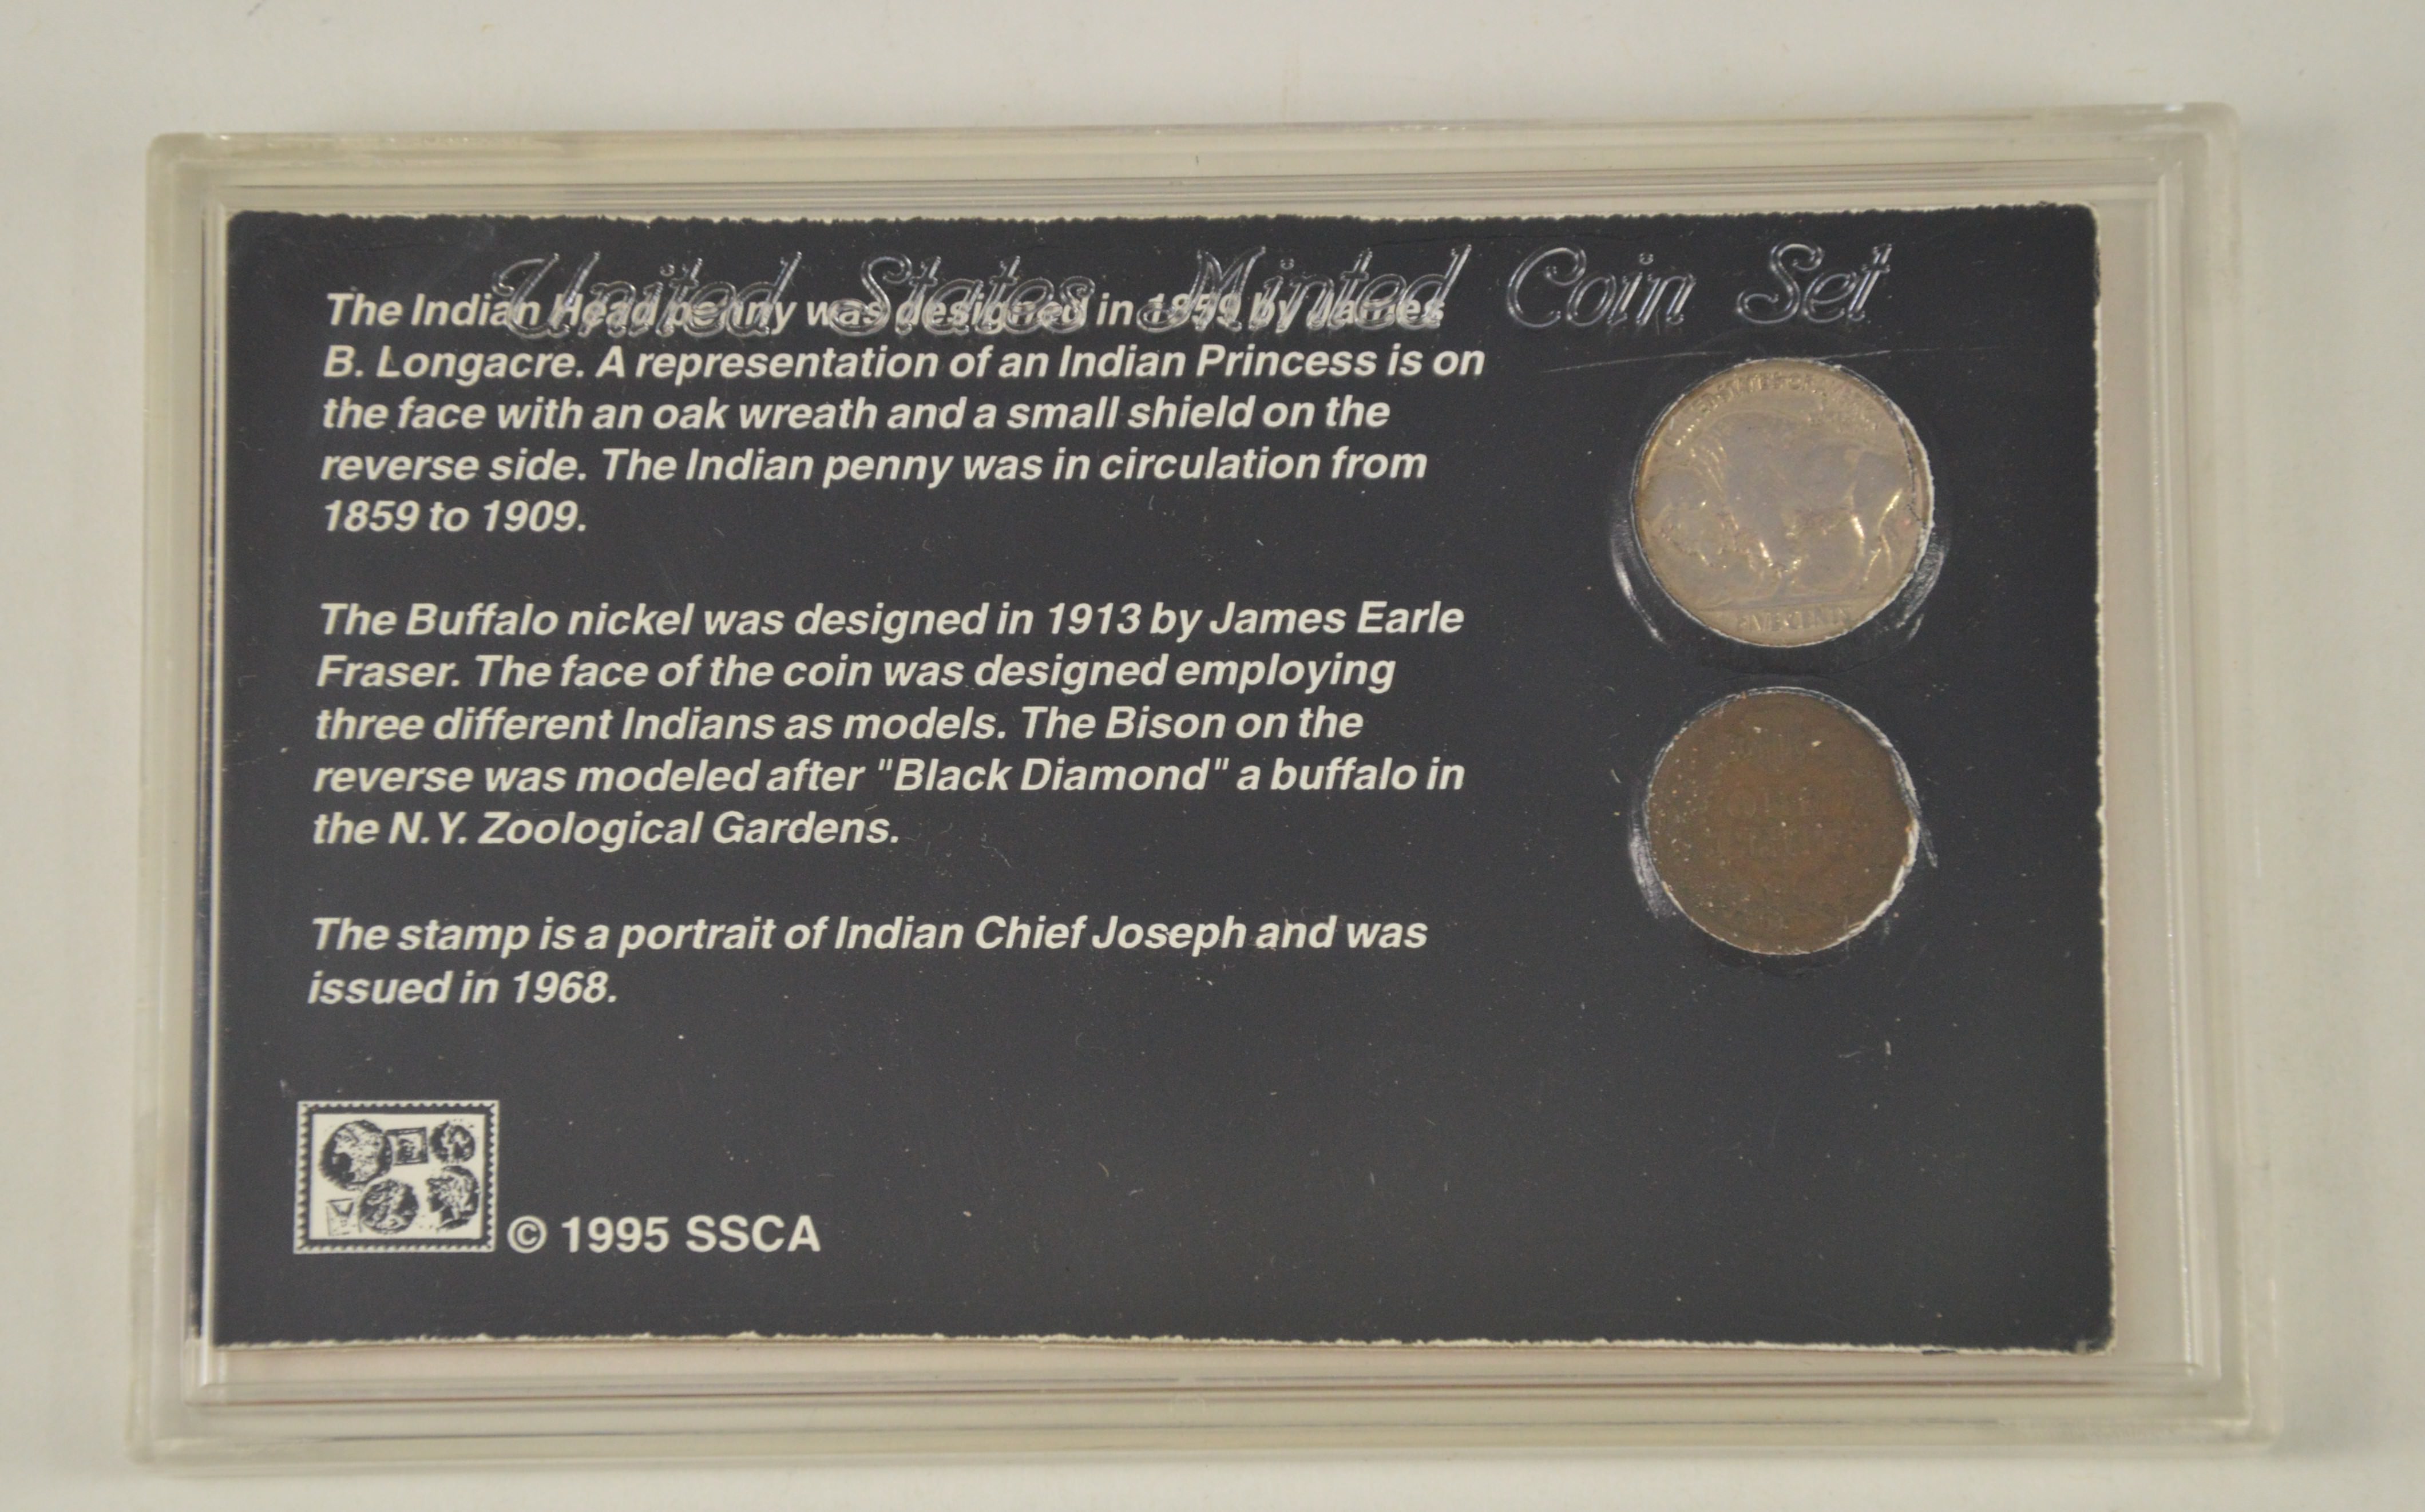 United States Minted Coin Set
The Indian Head penny was designed in 1859 by James
B. Longacre. A representation of an Indian Princess is on
the face with an oak wreath and a small shield on the
reverse side. The Indian penny was in circulation from
1859 to 1909.
The Buffalo nickel was designed in 1913 by James Earle
Fraser. The face of the coin was designed employing
three different Indians as models. The Bison on the
reverse was modeled after "Black Diamond" a buffalo in
the N.Y. Zoological Gardens.
The stamp is a portrait of Indian Chief Joseph and was
issued in 1968.
© 1995 SSCA
FIVE CENTS
ONE